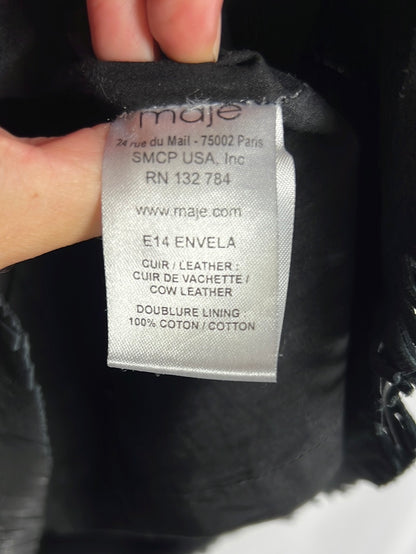 maje
24 rue du Mail - 75002 Paris
SMCP USA, Inc
RN 132 784
www.maje.com
E14 ENVELA
CUIR / LEATHER :
CUIR DE VACHETTE /
COW LEATHER
DOUBLURE LINING :
100% COTON / COTTON